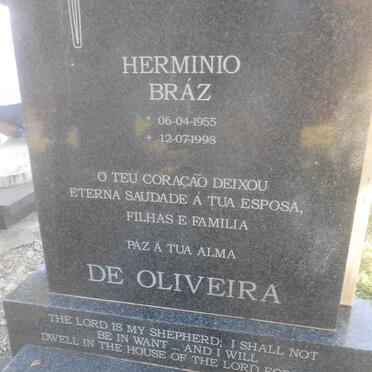 HERMINIO
BRÁZ
* 06-04-1955
+ 12-07-1998
O TEU CORAÇÃO DEIXOU
ETERNA SAUDADE Á TUA ESPOSA,
FILHAS E FAMILIA
PAZ Á TUA ALMA
DE OLIVEIRA
THE LORD IS MY SHEPHERD; I SHALL NOT
BE IN WANT ... AND I WILL
DWELL IN THE HOUSE OF THE LORD